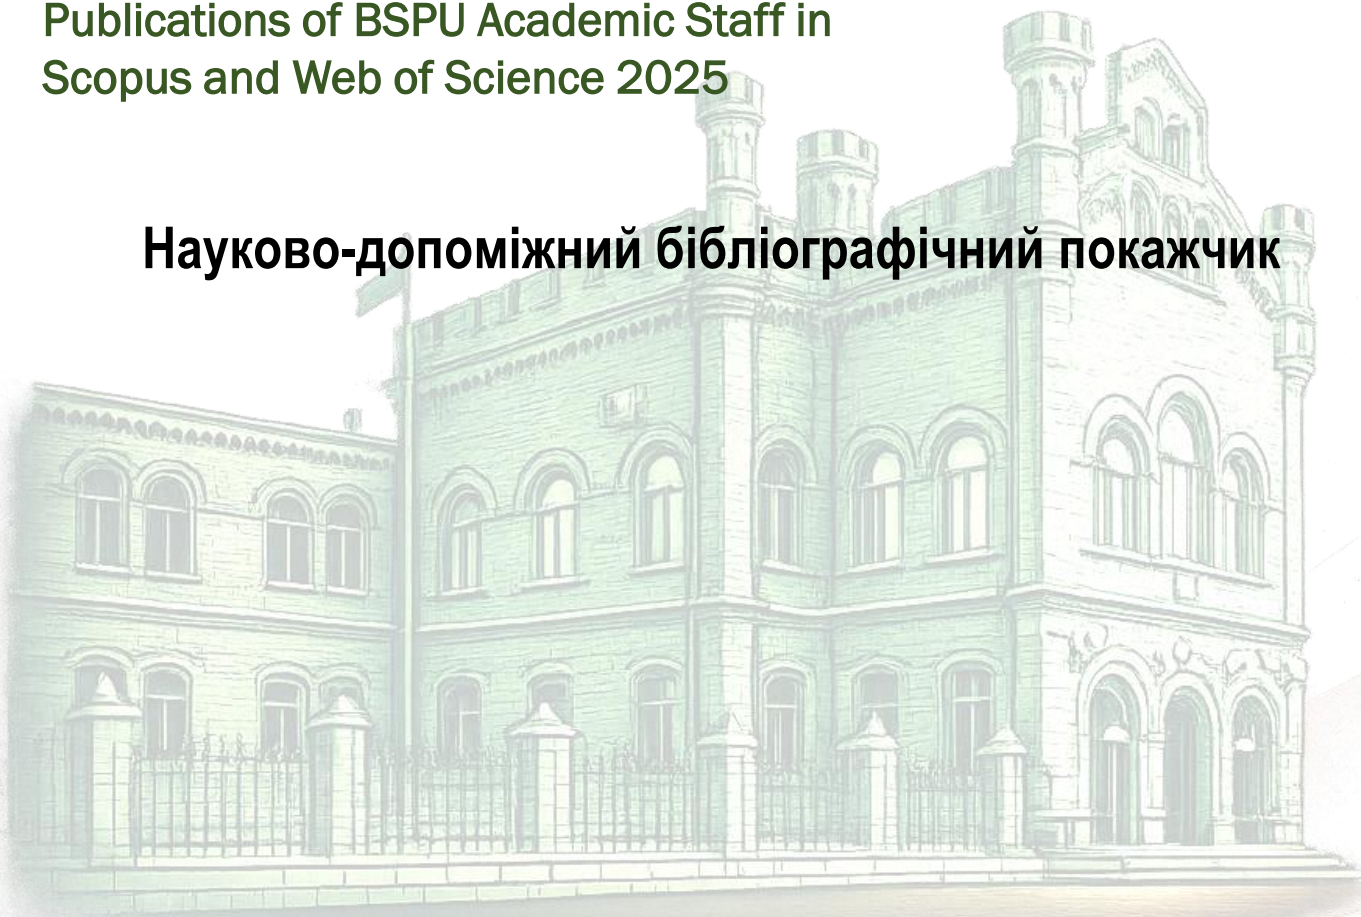 Publications of BSPU Academic Staff in
Scopus and Web of Science 2025
Науково-допоміжний бібліографічний покажчик